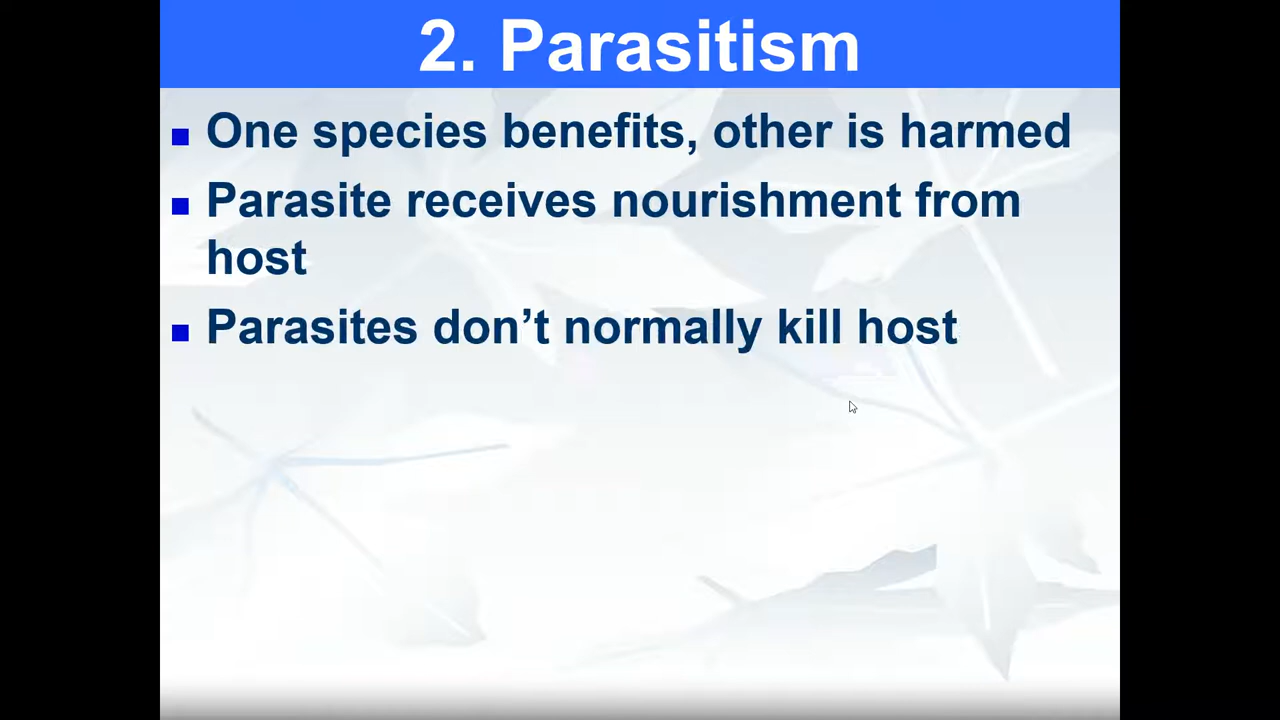 2. Parasitism
One species benefits, other is harmed
Parasite receives nourishment from
host
Parasites don’t normally kill host